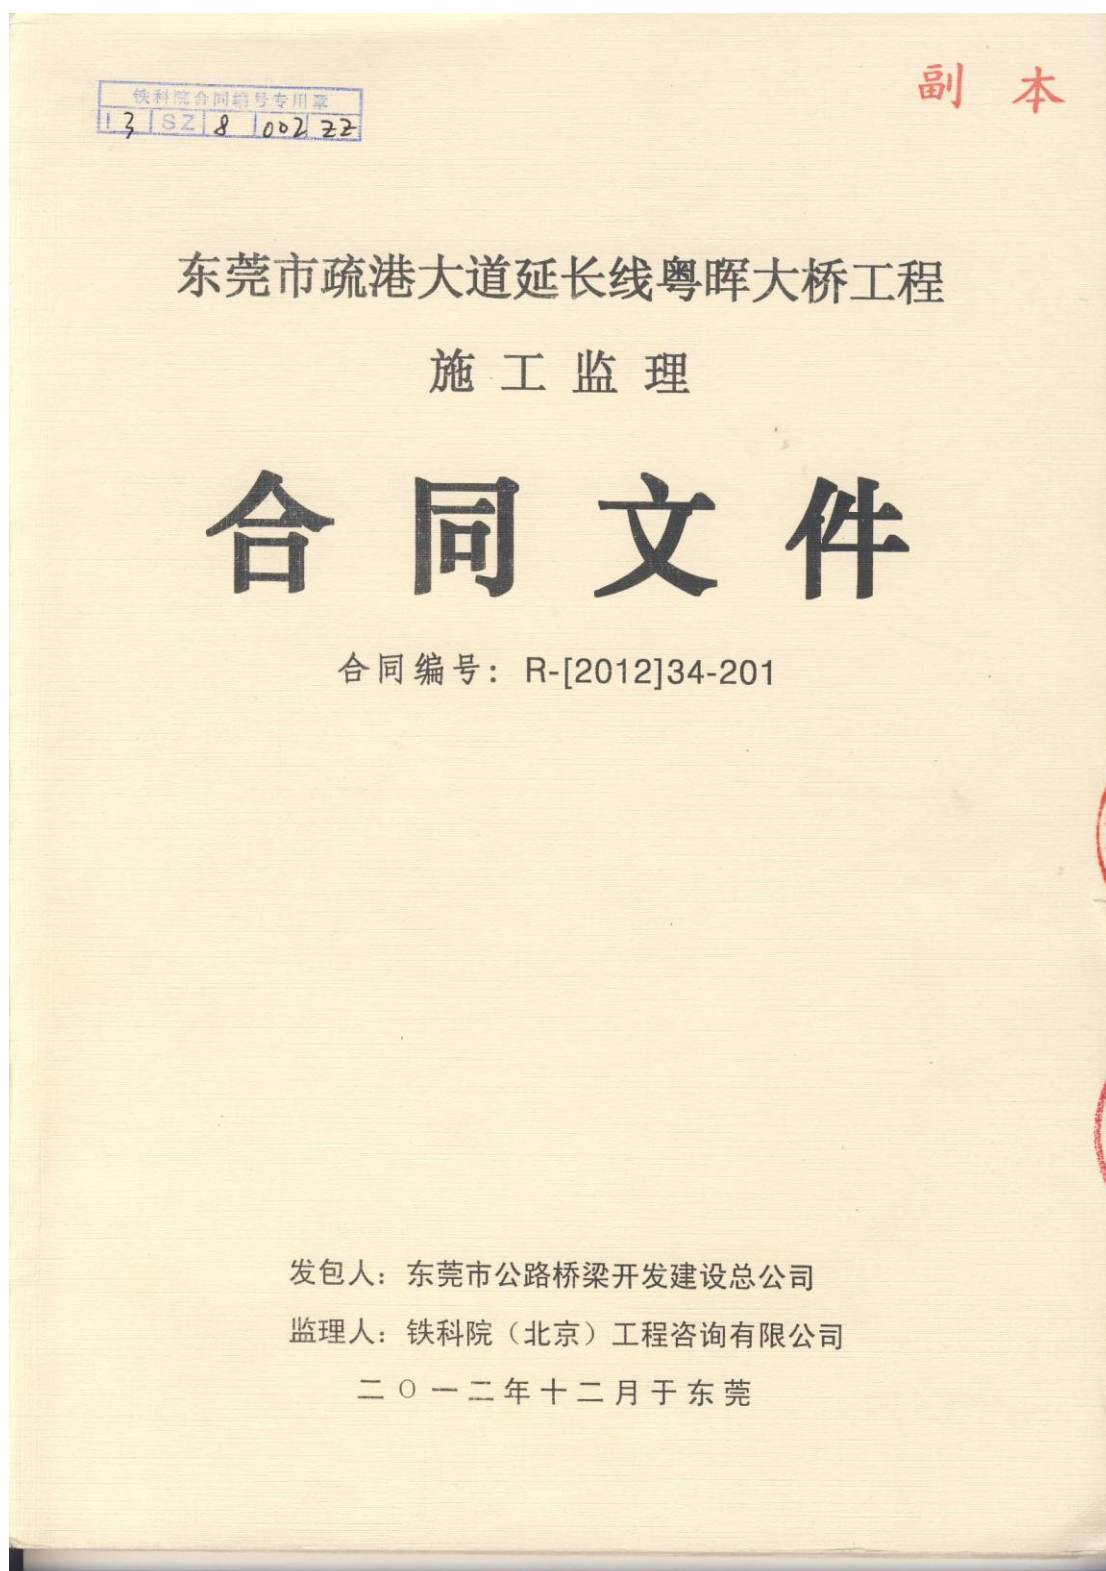 副 本
铁科院合同编号专用章
13 SZ 8 002 ZZ
东莞市疏港大道延长线粤晖大桥工程
施工监理
合同文件
合同编号：R-[2012]34-201
发包人：东莞市公路桥梁开发建设总公司
监理人：铁科院（北京）工程咨询有限公司
二〇一二年十二月于东莞